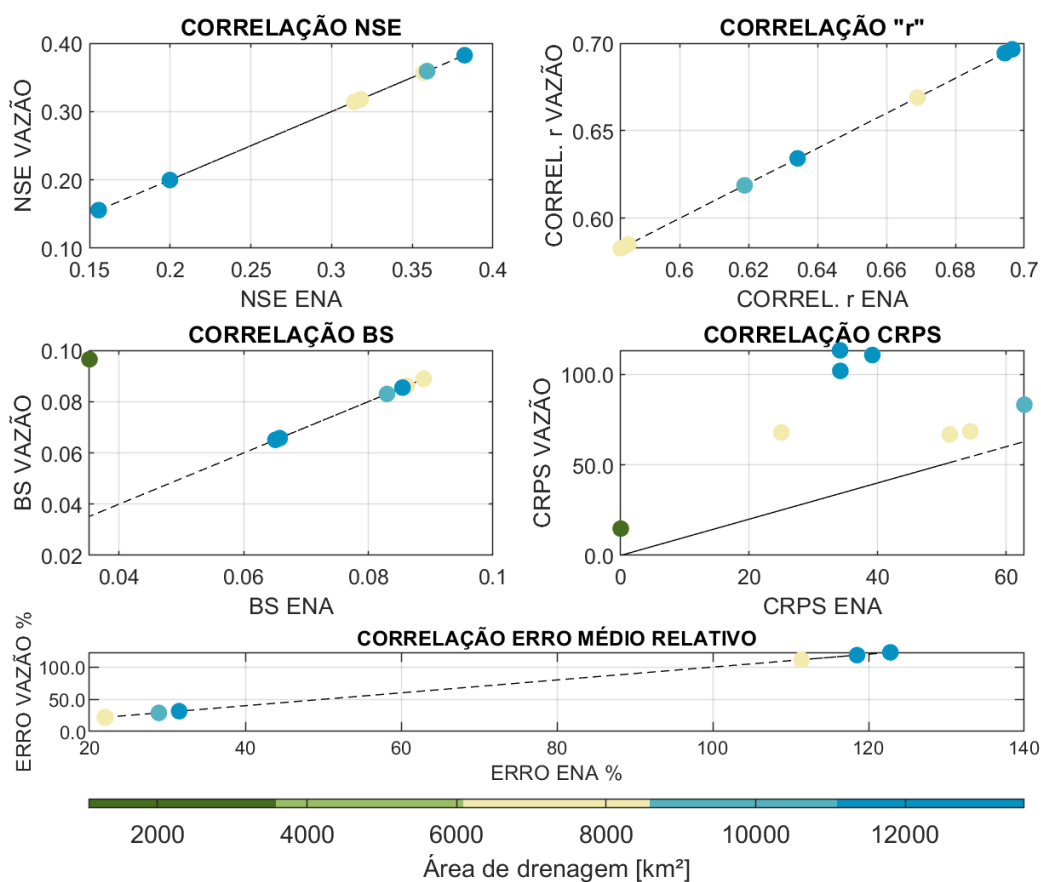 CORRELAÇÃO NSE
0.40
0.30
0.20
0.10
NSE VAZÃO
0.15 0.2 0.25 0.3 0.35 0.4
NSE ENA
CORRELAÇÃO "r"
0.70
0.65
0.60
CORREL. r VAZÃO
0.6 0.62 0.64 0.66 0.68 0.7
CORREL. r ENA
CORRELAÇÃO BS
0.10
0.08
0.06
0.04
0.02
BS VAZÃO
0.04 0.06 0.08 0.1
BS ENA
CORRELAÇÃO CRPS
100.0
50.0
0.0
CRPS VAZÃO
0 20 40 60
CRPS ENA
CORRELAÇÃO ERRO MÉDIO RELATIVO
100.0
50.0
0.0
ERRO VAZÃO %
20 40 60 80 100 120 140
ERRO ENA %
2000 4000 6000 8000 10000 12000
Área de drenagem [km²]